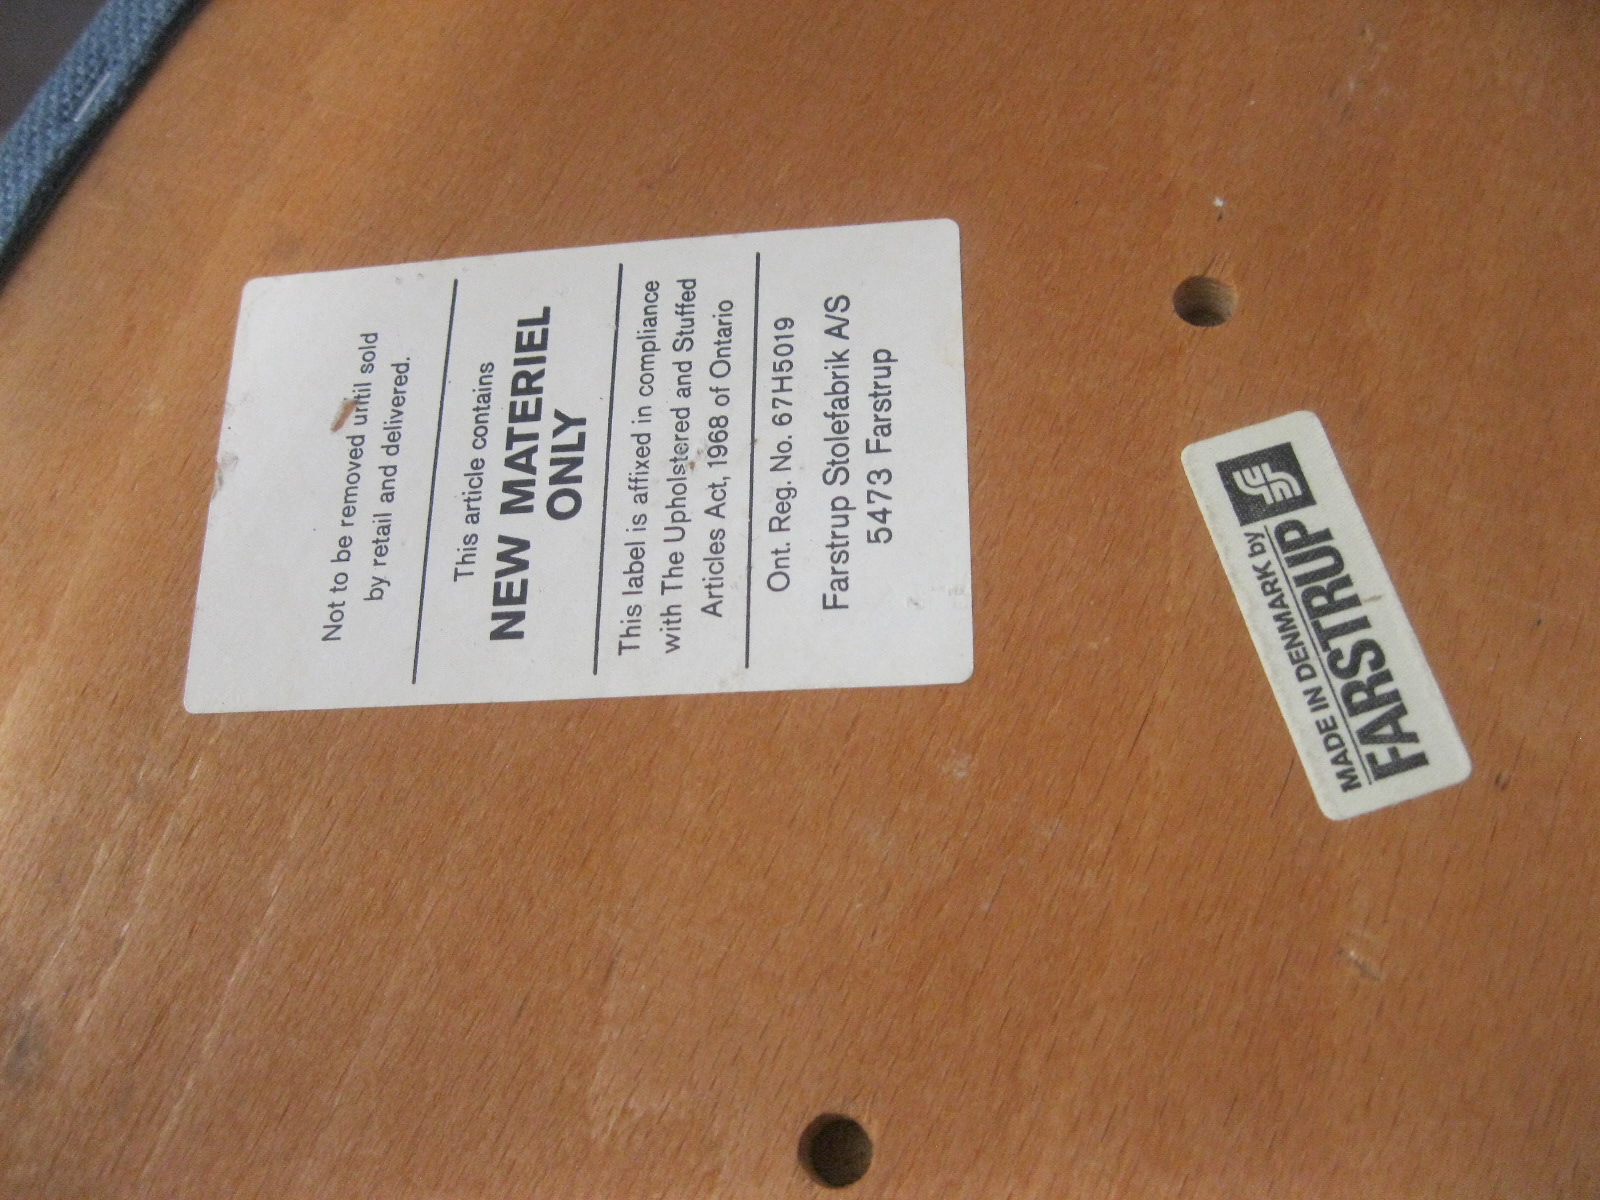 Not to be removed until sold
by retail and delivered.
This article contains
NEW MATERIEL
ONLY
This label is affixed in compliance
with The Upholstered and Stuffed
Articles Act, 1968 of Ontario
Ont. Reg. No. 67H5019
Farstrup Stolefabrik A/S
5473 Farstrup
MADE IN DENMARK by
FARSTRUP